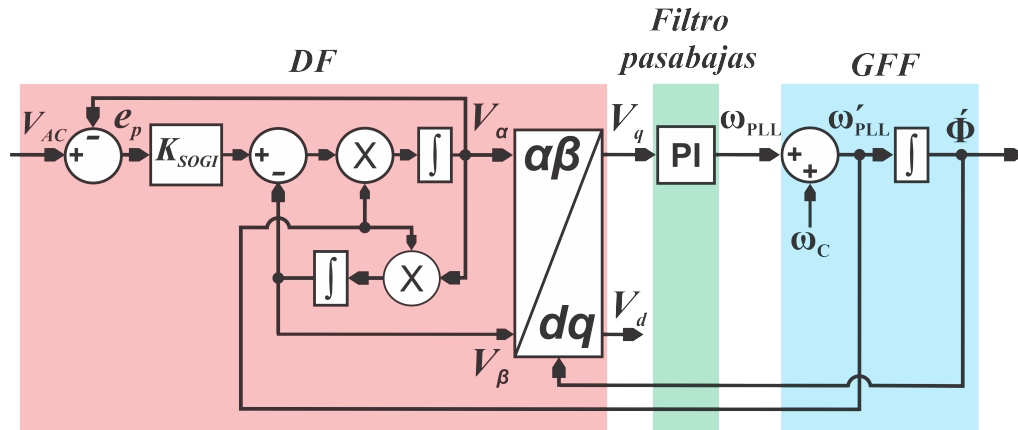 DF
Filtro
pasabajas
GFF
V_AC
e_p
K_SOGI
X
∫
V_α
αβ
dq
V_q
PI
ω_PLL
ω´_PLL
∫
Φ´
ω_C
∫
X
V_β
V_d